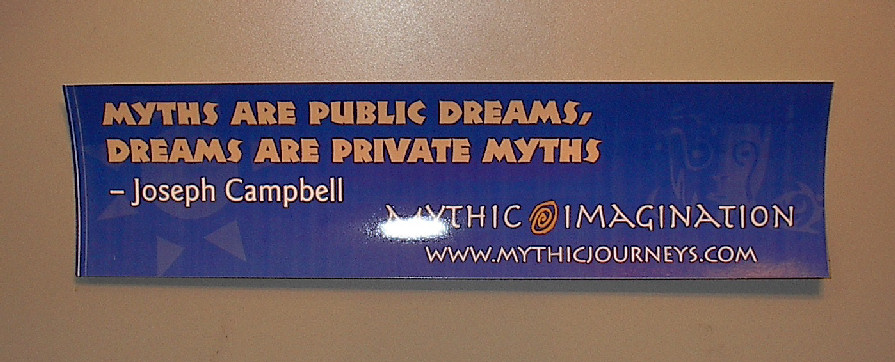 MYTHS ARE PUBLIC DREAMS,
DREAMS ARE PRIVATE MYTHS
– Joseph Campbell
MYTHIC IMAGINATION
WWW.MYTHICJOURNEYS.COM